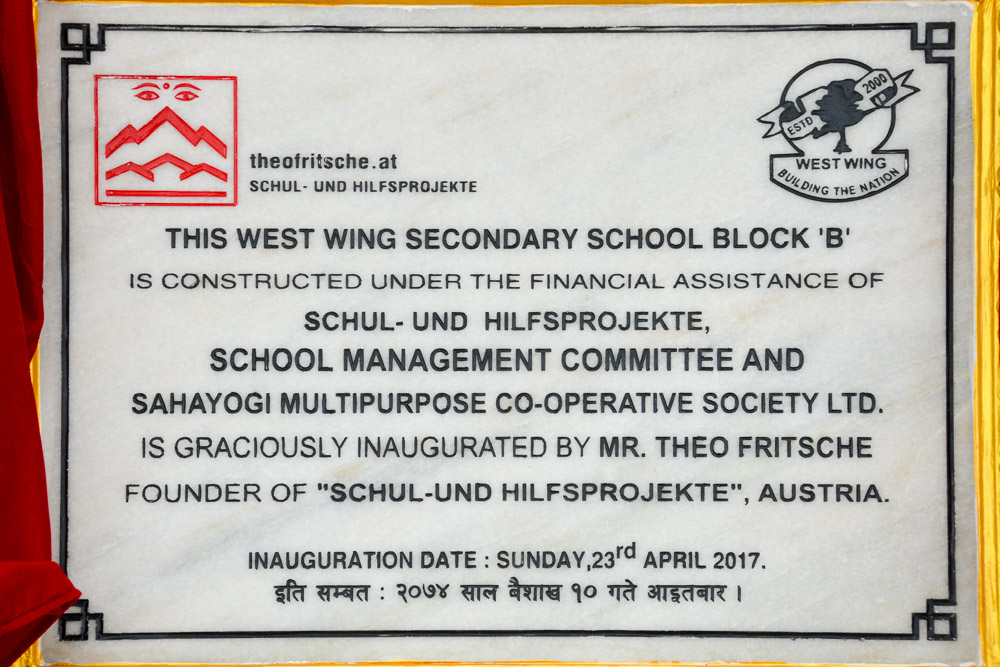 theofritsche.at
SCHUL- UND HILFSPROJEKTE
ESTD 2000
WEST WING
BUILDING THE NATION
THIS WEST WING SECONDARY SCHOOL BLOCK 'B'
IS CONSTRUCTED UNDER THE FINANCIAL ASSISTANCE OF
SCHUL- UND HILFSPROJEKTE,
SCHOOL MANAGEMENT COMMITTEE AND
SAHAYOGI MULTIPURPOSE CO-OPERATIVE SOCIETY LTD.
IS GRACIOUSLY INAUGURATED BY MR. THEO FRITSCHE
FOUNDER OF "SCHUL-UND HILFSPROJEKTE", AUSTRIA.
INAUGURATION DATE : SUNDAY,23rd APRIL 2017.
इति सम्बत : २०७४ साल बैशाख १० गते आइतबार ।